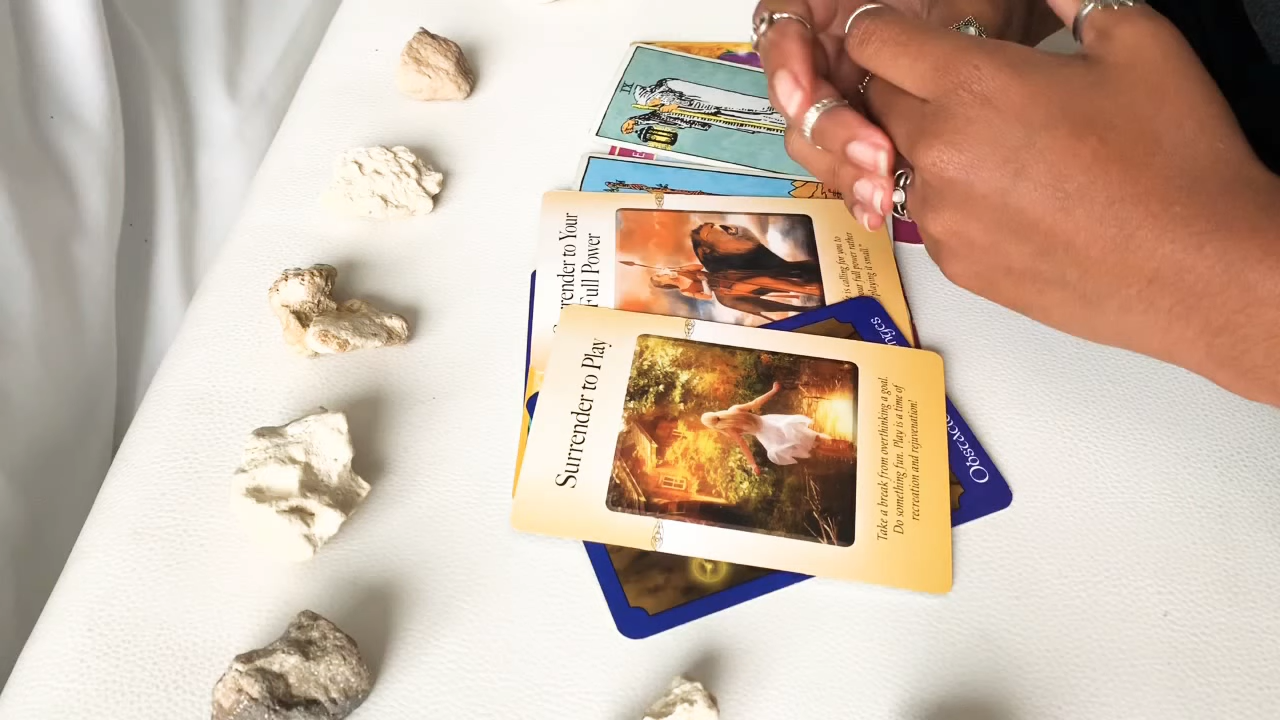 IX
Surrender to Your
Full Power
is calling for you to
your full power rather
playing it small."
Surrender to Play
Take a break from overthinking a goal.
Do something fun. Play is a time of
recreation and rejuvenation!